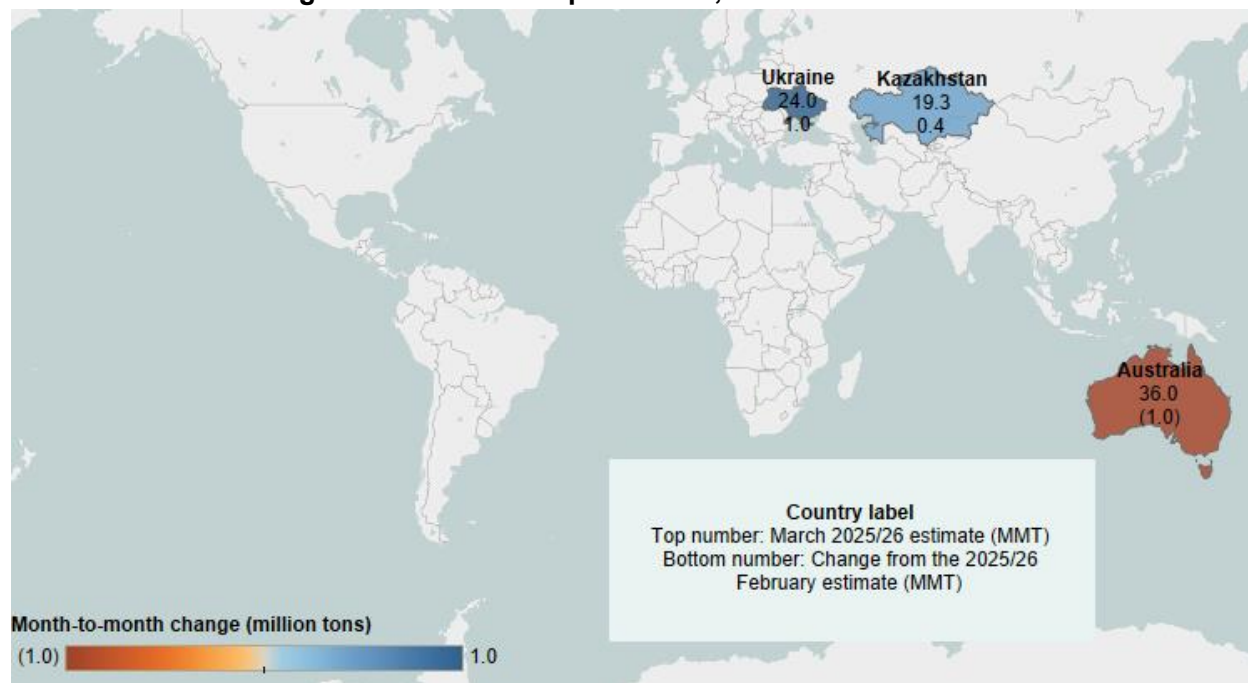 Ukraine
24.0
1.0
Kazakhstan
19.3
0.4
Australia
36.0
(1.0)
Country label
Top number: March 2025/26 estimate (MMT)
Bottom number: Change from the 2025/26
February estimate (MMT)
Month-to-month change (million tons)
(1.0) 1.0